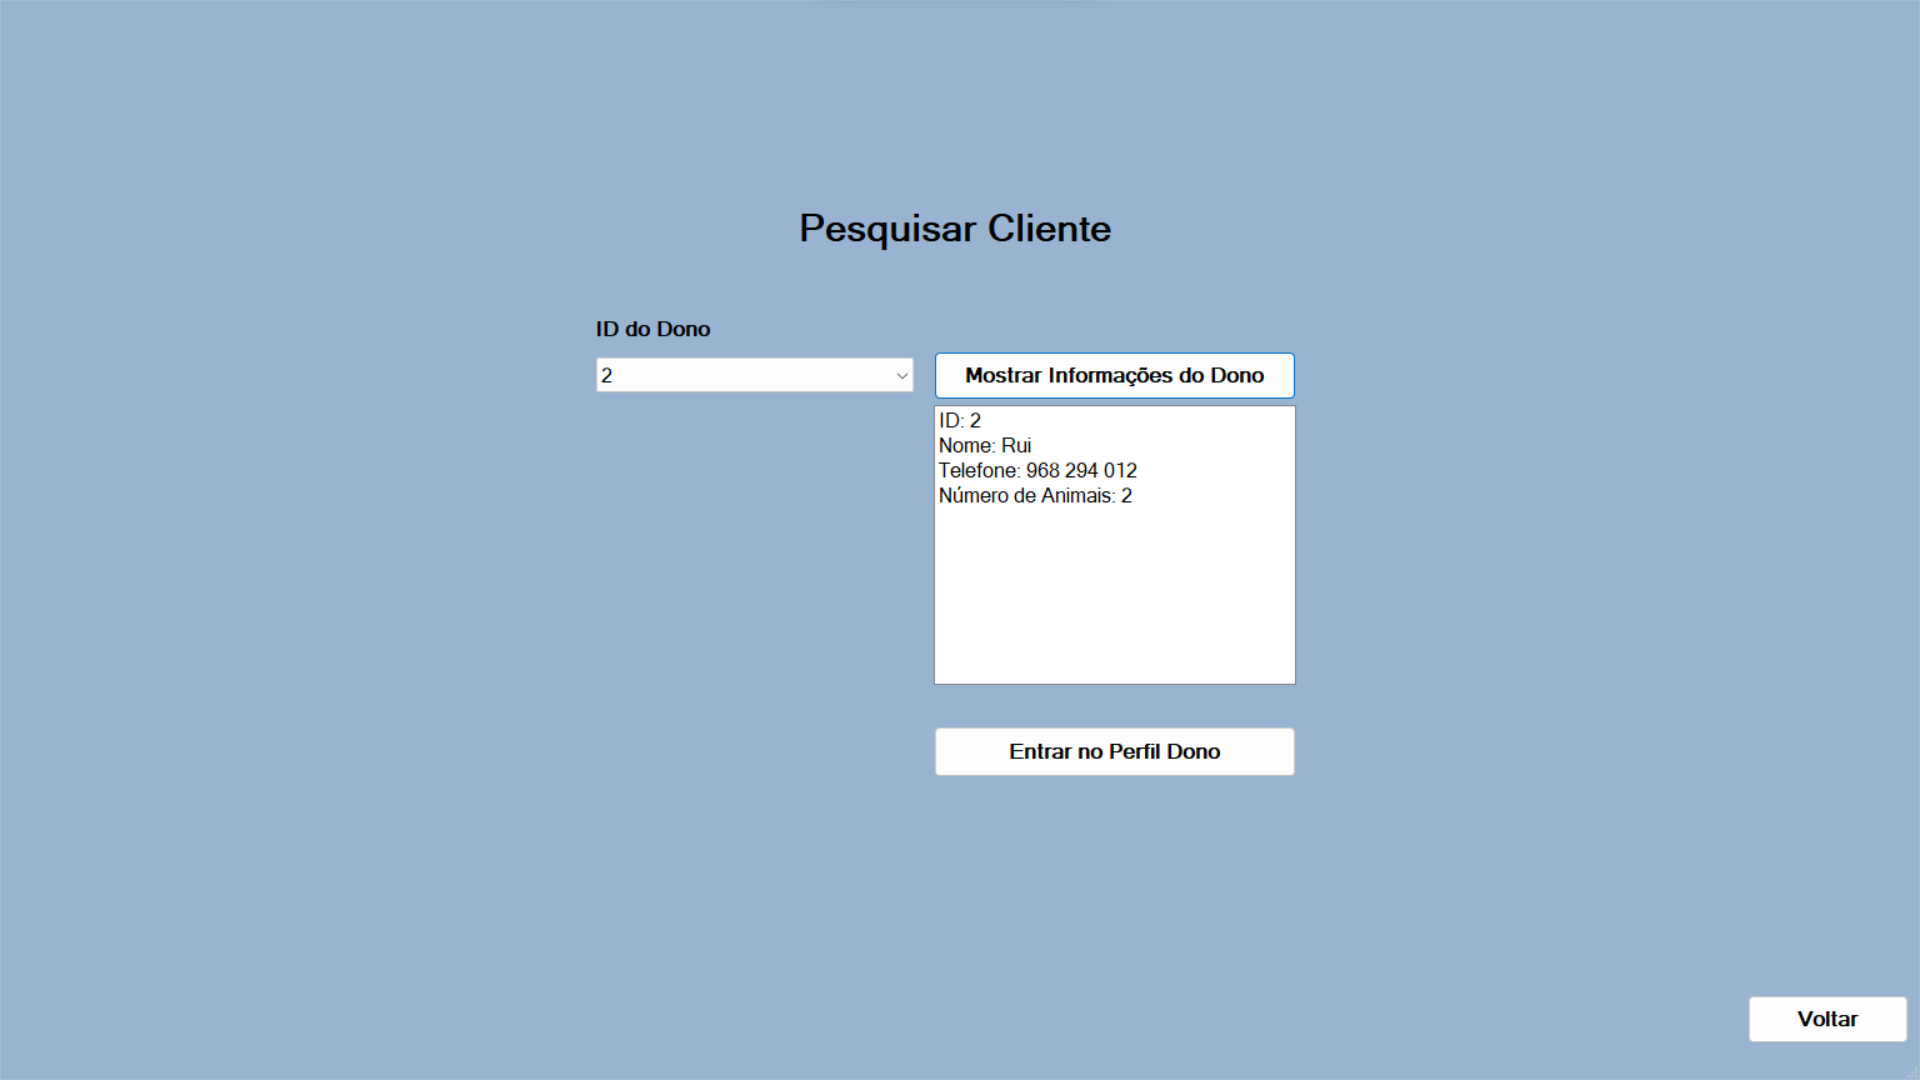 Pesquisar Cliente
ID do Dono
2
Mostrar Informações do Dono
ID: 2
Nome: Rui
Telefone: 968 294 012
Número de Animais: 2
Entrar no Perfil Dono
Voltar